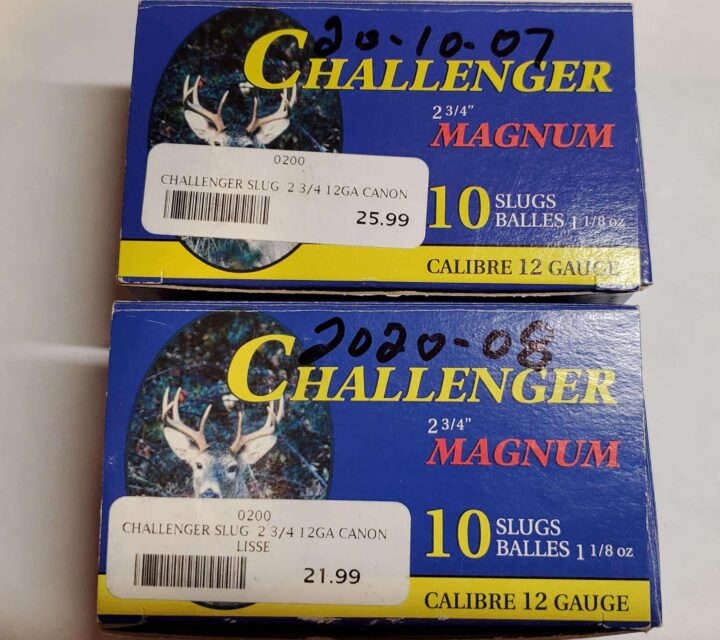 20-10-07
CHALLENGER
2 3/4"
MAGNUM
0200
CHALLENGER SLUG 2 3/4 12GA CANON
25.99
10 SLUGS
BALLES 1 1/8 oz
CALIBRE 12 GAUGE
2020-08
CHALLENGER
2 3/4"
MAGNUM
0200
CHALLENGER SLUG 2 3/4 12GA CANON
LISSE
21.99
10 SLUGS
BALLES 1 1/8 oz
CALIBRE 12 GAUGE